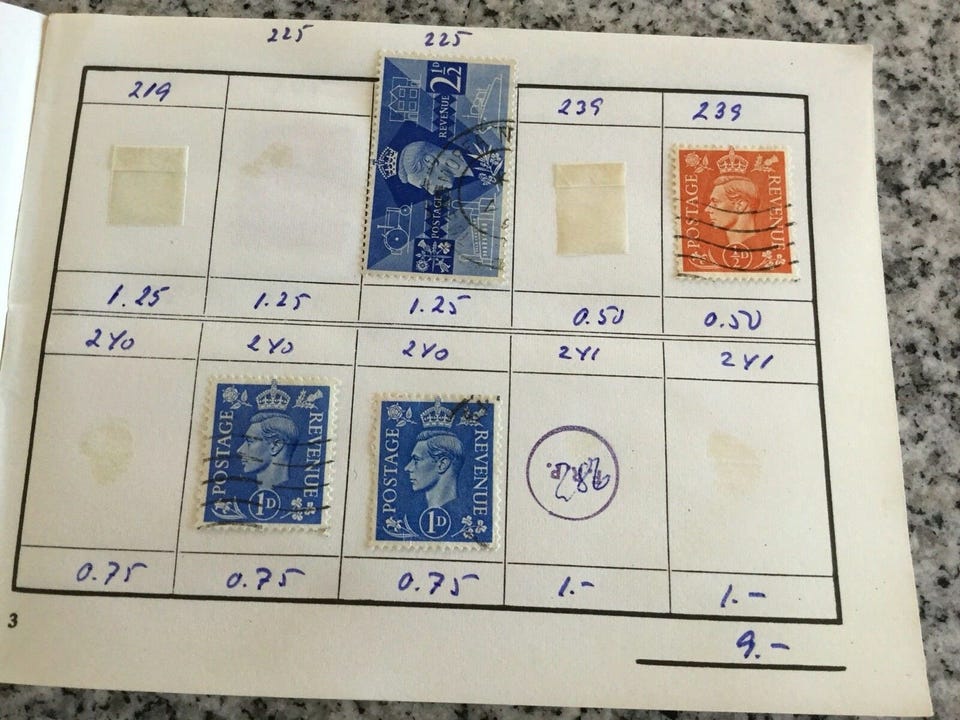 225 225
219 239 239
2½D REVENUE POSTAGE
POSTAGE REVENUE ½D
1.25 1.25 1.25 0.50 0.50
240 240 240 241 241
POSTAGE REVENUE 1D
POSTAGE REVENUE 1D
0.75 0.75 0.75 1.- 1.-
3
9.-